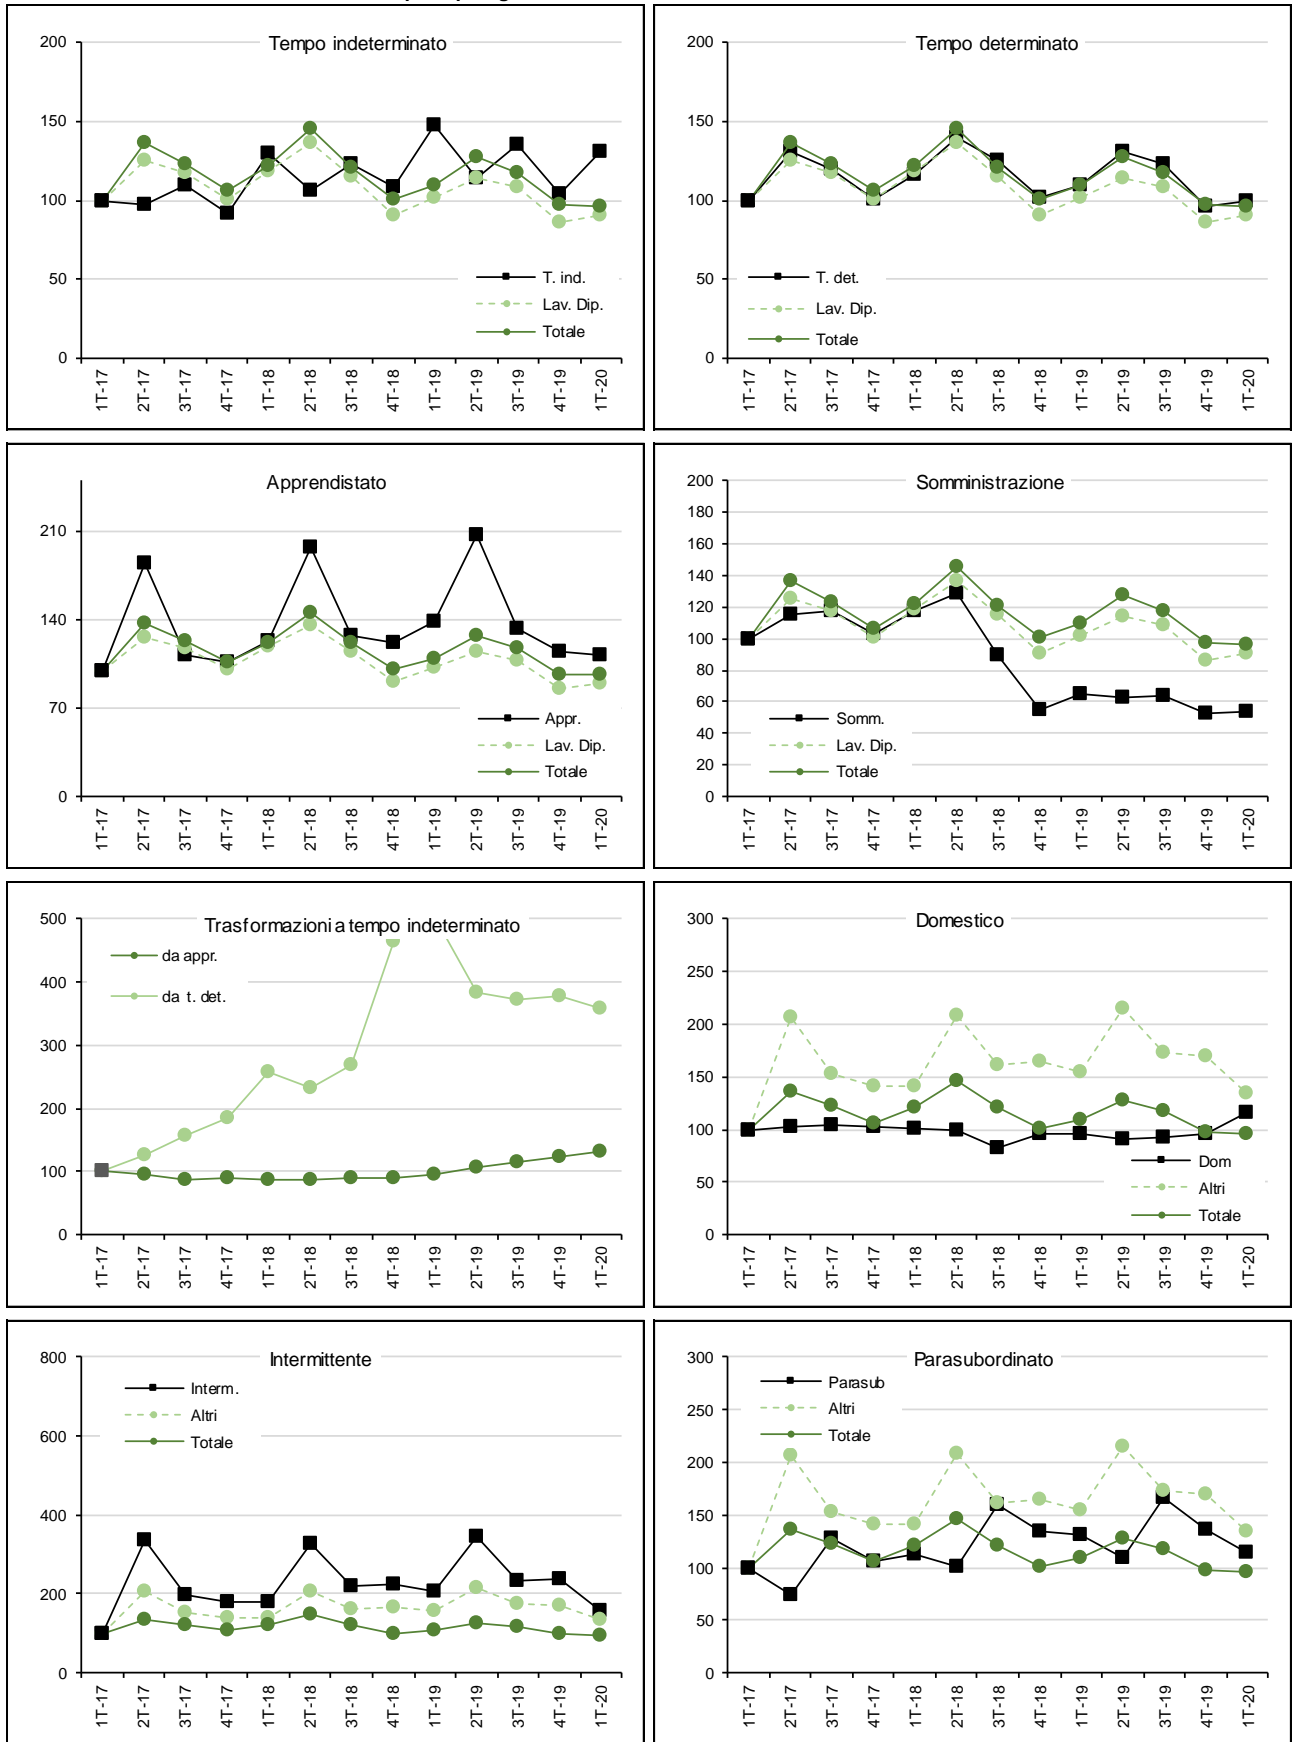 Tempo indeterminato
200
150
100
50
0
T. ind.
Lav. Dip.
Totale
1T-17
2T-17
3T-17
4T-17
1T-18
2T-18
3T-18
4T-18
1T-19
2T-19
3T-19
4T-19
1T-20
Tempo determinato
200
150
100
50
0
T. det.
Lav. Dip.
Totale
1T-17
2T-17
3T-17
4T-17
1T-18
2T-18
3T-18
4T-18
1T-19
2T-19
3T-19
4T-19
1T-20
Apprendistato
210
140
70
0
Appr.
Lav. Dip.
Totale
1T-17
2T-17
3T-17
4T-17
1T-18
2T-18
3T-18
4T-18
1T-19
2T-19
3T-19
4T-19
1T-20
Somministrazione
200
180
160
140
120
100
80
60
40
20
0
Somm.
Lav. Dip.
Totale
1T-17
2T-17
3T-17
4T-17
1T-18
2T-18
3T-18
4T-18
1T-19
2T-19
3T-19
4T-19
1T-20
Trasformazioni a tempo indeterminato
500
400
300
200
100
0
da appr.
da t. det.
1T-17
2T-17
3T-17
4T-17
1T-18
2T-18
3T-18
4T-18
1T-19
2T-19
3T-19
4T-19
1T-20
Domestico
300
250
200
150
100
50
0
Dom
Altri
Totale
1T-17
2T-17
3T-17
4T-17
1T-18
2T-18
3T-18
4T-18
1T-19
2T-19
3T-19
4T-19
1T-20
Intermittente
800
600
400
200
0
Interm.
Altri
Totale
1T-17
2T-17
3T-17
4T-17
1T-18
2T-18
3T-18
4T-18
1T-19
2T-19
3T-19
4T-19
1T-20
Parasubordinato
300
250
200
150
100
50
0
Parasub
Altri
Totale
1T-17
2T-17
3T-17
4T-17
1T-18
2T-18
3T-18
4T-18
1T-19
2T-19
3T-19
4T-19
1T-20